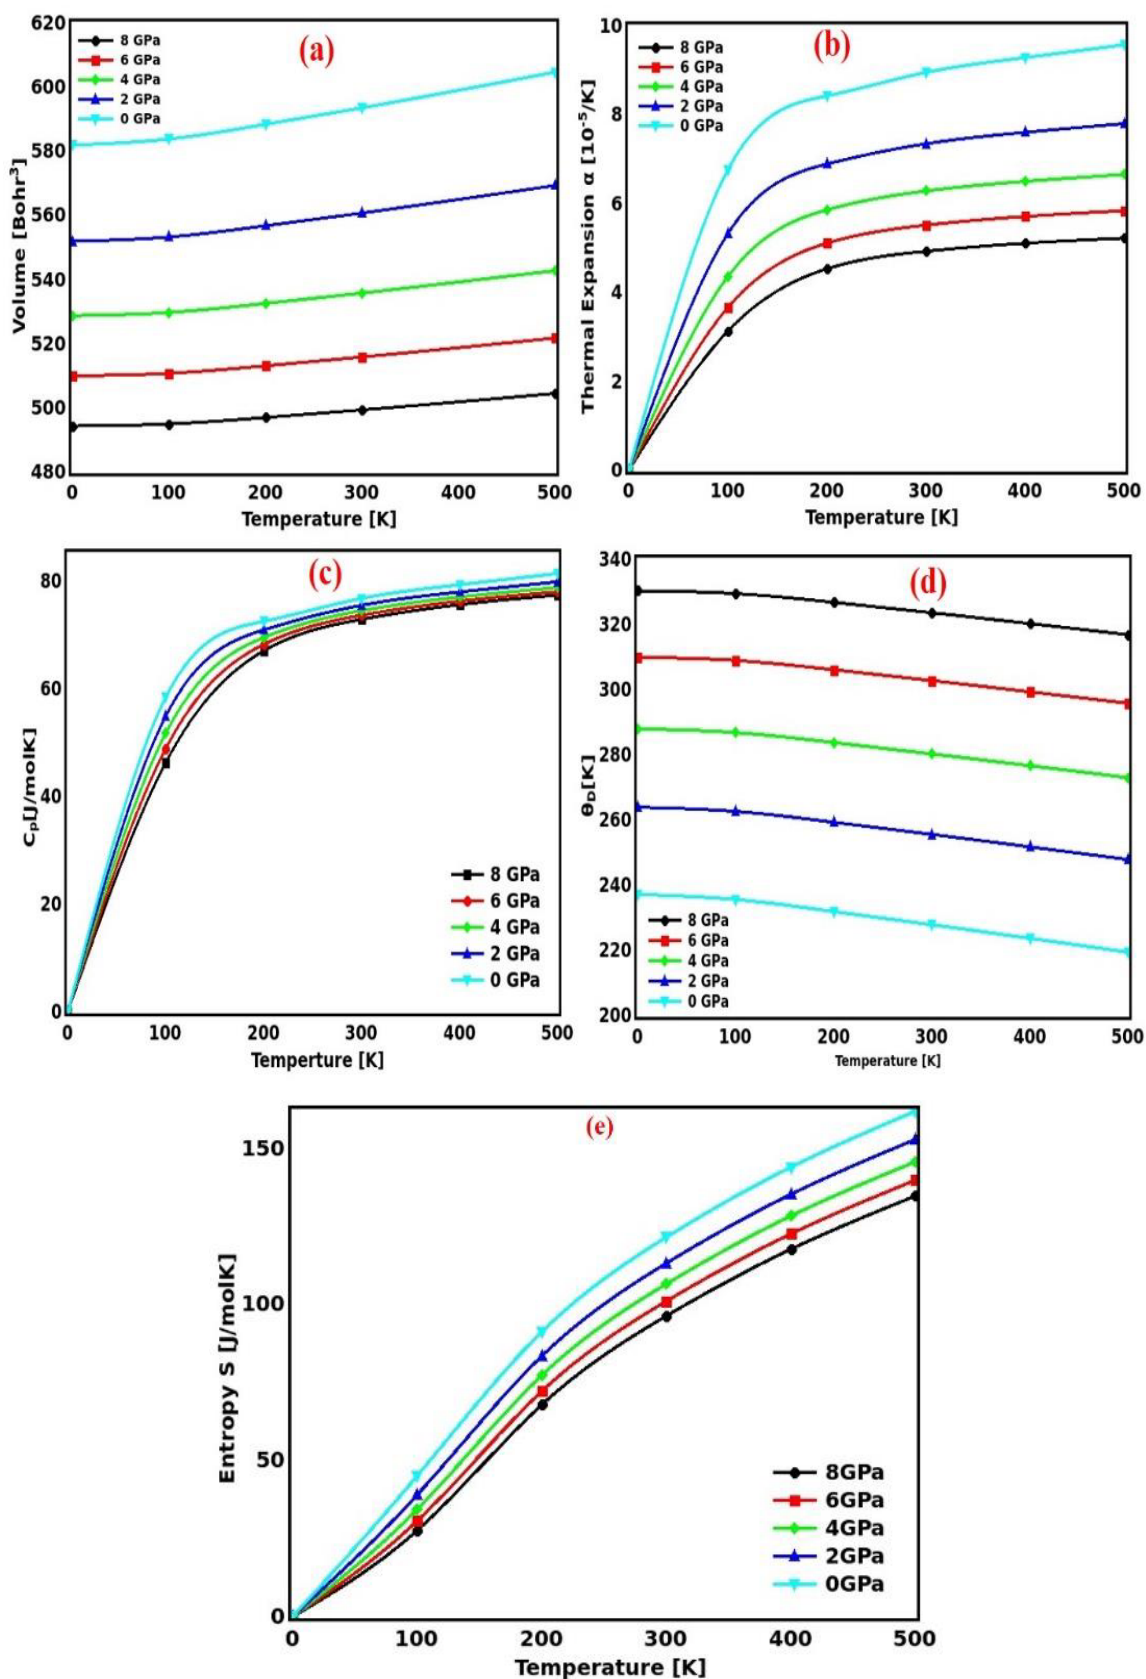 (a)
8 GPa
6 GPa
4 GPa
2 GPa
0 GPa
620
600
580
560
540
520
500
480
Volume [Bohr³]
0 100 200 300 400 500
Temperature [K]
(b)
8 GPa
6 GPa
4 GPa
2 GPa
0 GPa
10
8
6
4
2
0
Thermal Expansion α [10⁻⁵/K]
0 100 200 300 400 500
Temperature [K]
(c)
80
60
40
20
0
Cₚ[J/molK]
8 GPa
6 GPa
4 GPa
2 GPa
0 GPa
0 100 200 300 400 500
Temperture [K]
(d)
340
320
300
280
260
240
220
200
θ_D[K]
8 GPa
6 GPa
4 GPa
2 GPa
0 GPa
0 100 200 300 400 500
Temperature [K]
(e)
150
100
50
0
Entropy S [J/molK]
8GPa
6GPa
4GPa
2GPa
0GPa
0 100 200 300 400 500
Temperature [K]